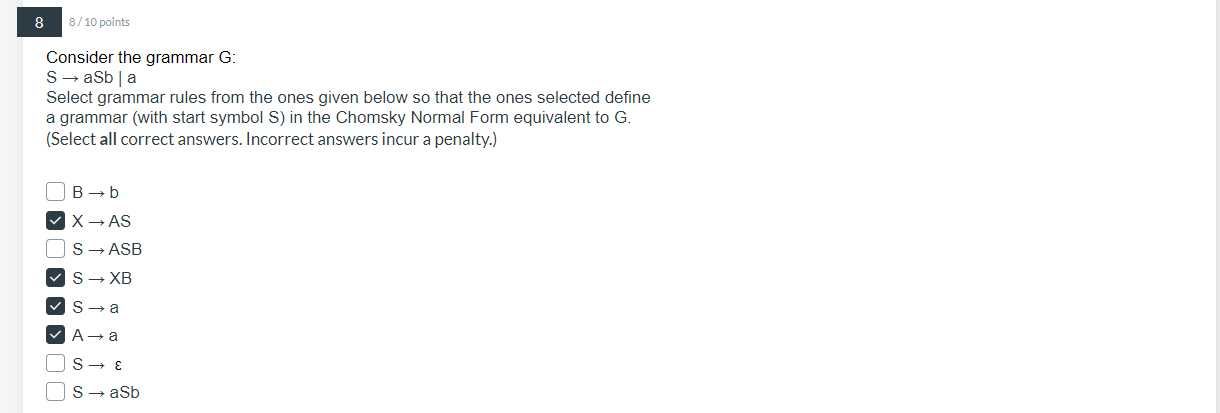 8 8 / 10 points
Consider the grammar G:
S → aSb | a
Select grammar rules from the ones given below so that the ones selected define
a grammar (with start symbol S) in the Chomsky Normal Form equivalent to G.
(Select all correct answers. Incorrect answers incur a penalty.)
B → b
X → AS
S → ASB
S → XB
S → a
A → a
S → ε
S → aSb